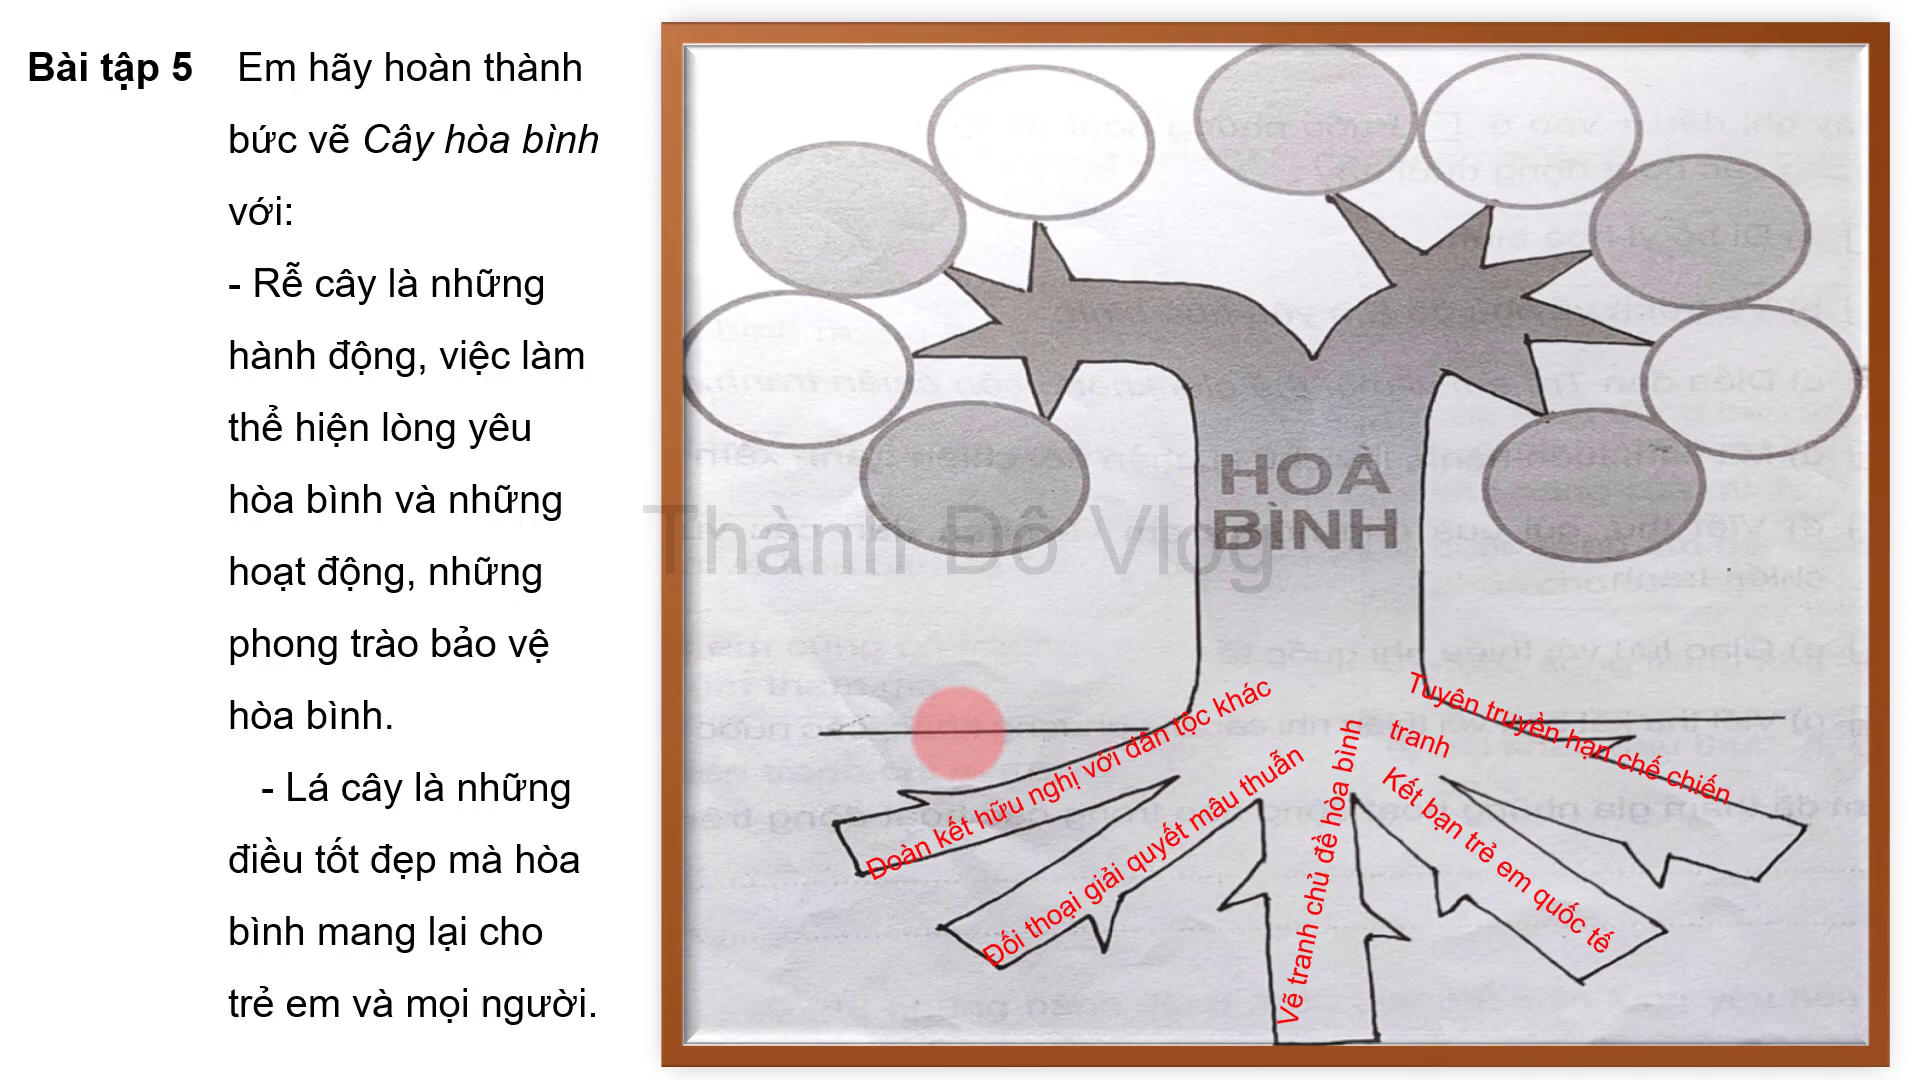 Bài tập 5 Em hãy hoàn thành
bức vẽ Cây hòa bình
với:
- Rễ cây là những
hành động, việc làm
thể hiện lòng yêu
hòa bình và những
hoạt động, những
phong trào bảo vệ
hòa bình.
- Lá cây là những
điều tốt đẹp mà hòa
bình mang lại cho
trẻ em và mọi người.
HOÀ
BÌNH
Thành Đô Vlog
Đoàn kết hữu nghị với dân tộc khác
Đối thoại giải quyết mâu thuẫn
Vẽ tranh chủ đề hòa bình
Kết bạn trẻ em quốc tế
Tuyên truyền hạn chế chiến
tranh